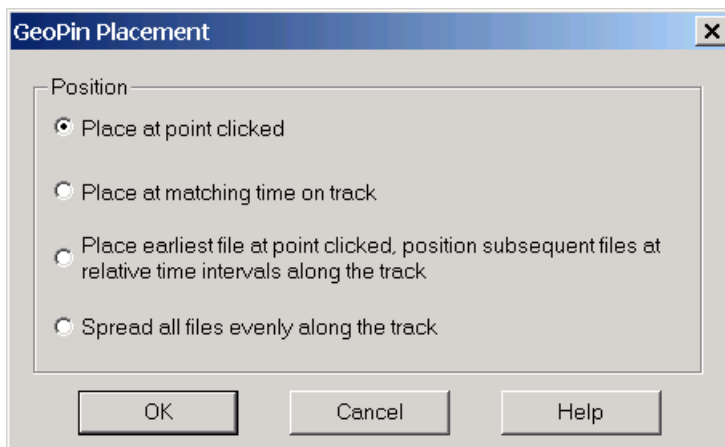 GeoPin Placement
Position
Place at point clicked
Place at matching time on track
Place earliest file at point clicked, position subsequent files at
relative time intervals along the track
Spread all files evenly along the track
OK
Cancel
Help